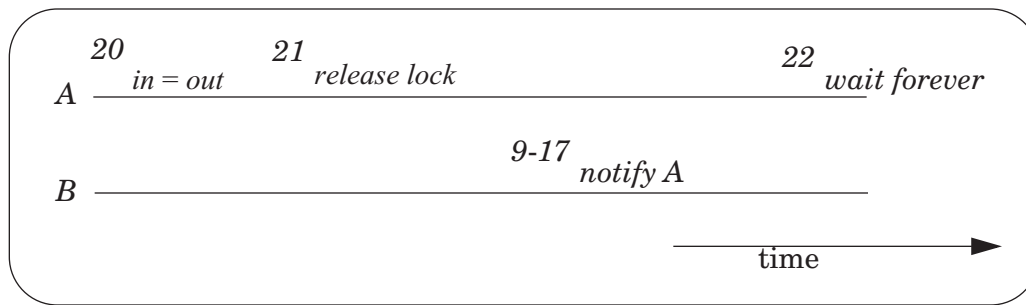 20 in = out 21 release lock 22 wait forever
A
9-17 notify A
B
time